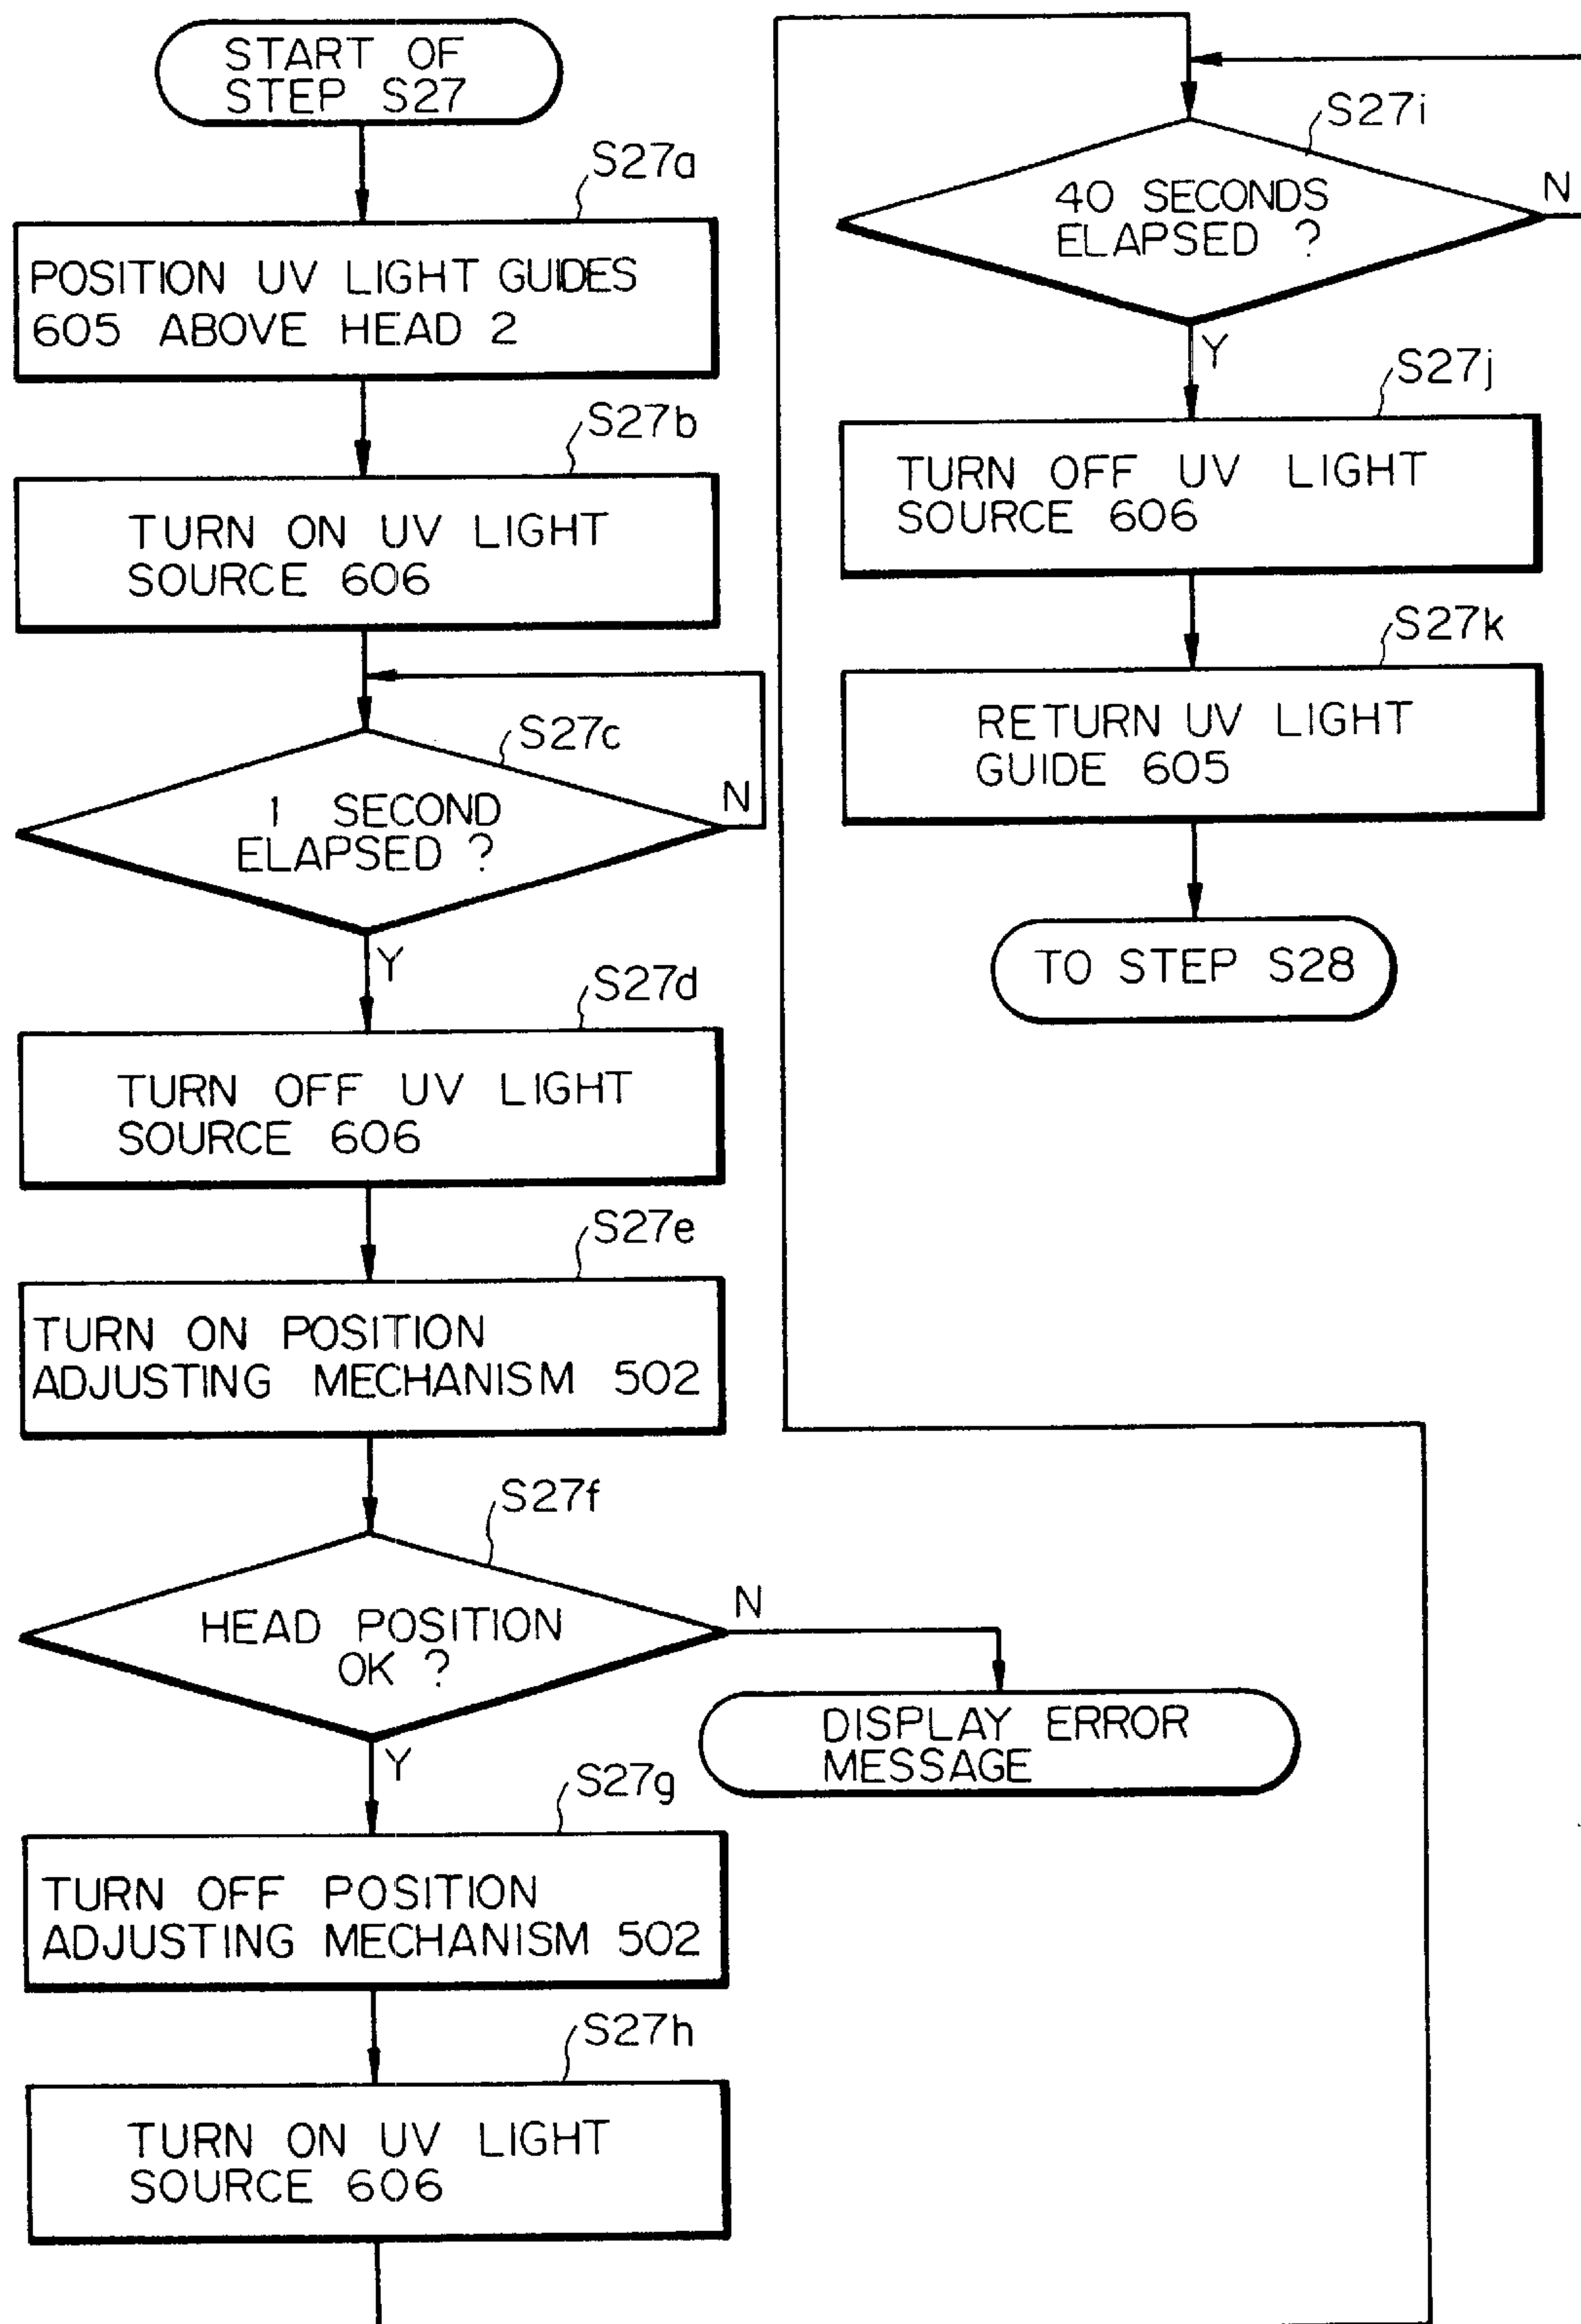 START OF
STEP S27
S27a
POSITION UV LIGHT GUIDES
605 ABOVE HEAD 2
S27b
TURN ON UV LIGHT
SOURCE 606
S27c
1 SECOND
ELAPSED ?
N
Y
S27d
TURN OFF UV LIGHT
SOURCE 606
S27e
TURN ON POSITION
ADJUSTING MECHANISM 502
S27f
HEAD POSITION
OK ?
N
DISPLAY ERROR
MESSAGE
Y
S27g
TURN OFF POSITION
ADJUSTING MECHANISM 502
S27h
TURN ON UV LIGHT
SOURCE 606
S27i
40 SECONDS
ELAPSED ?
N
Y
S27j
TURN OFF UV LIGHT
SOURCE 606
S27k
RETURN UV LIGHT
GUIDE 605
TO STEP S28